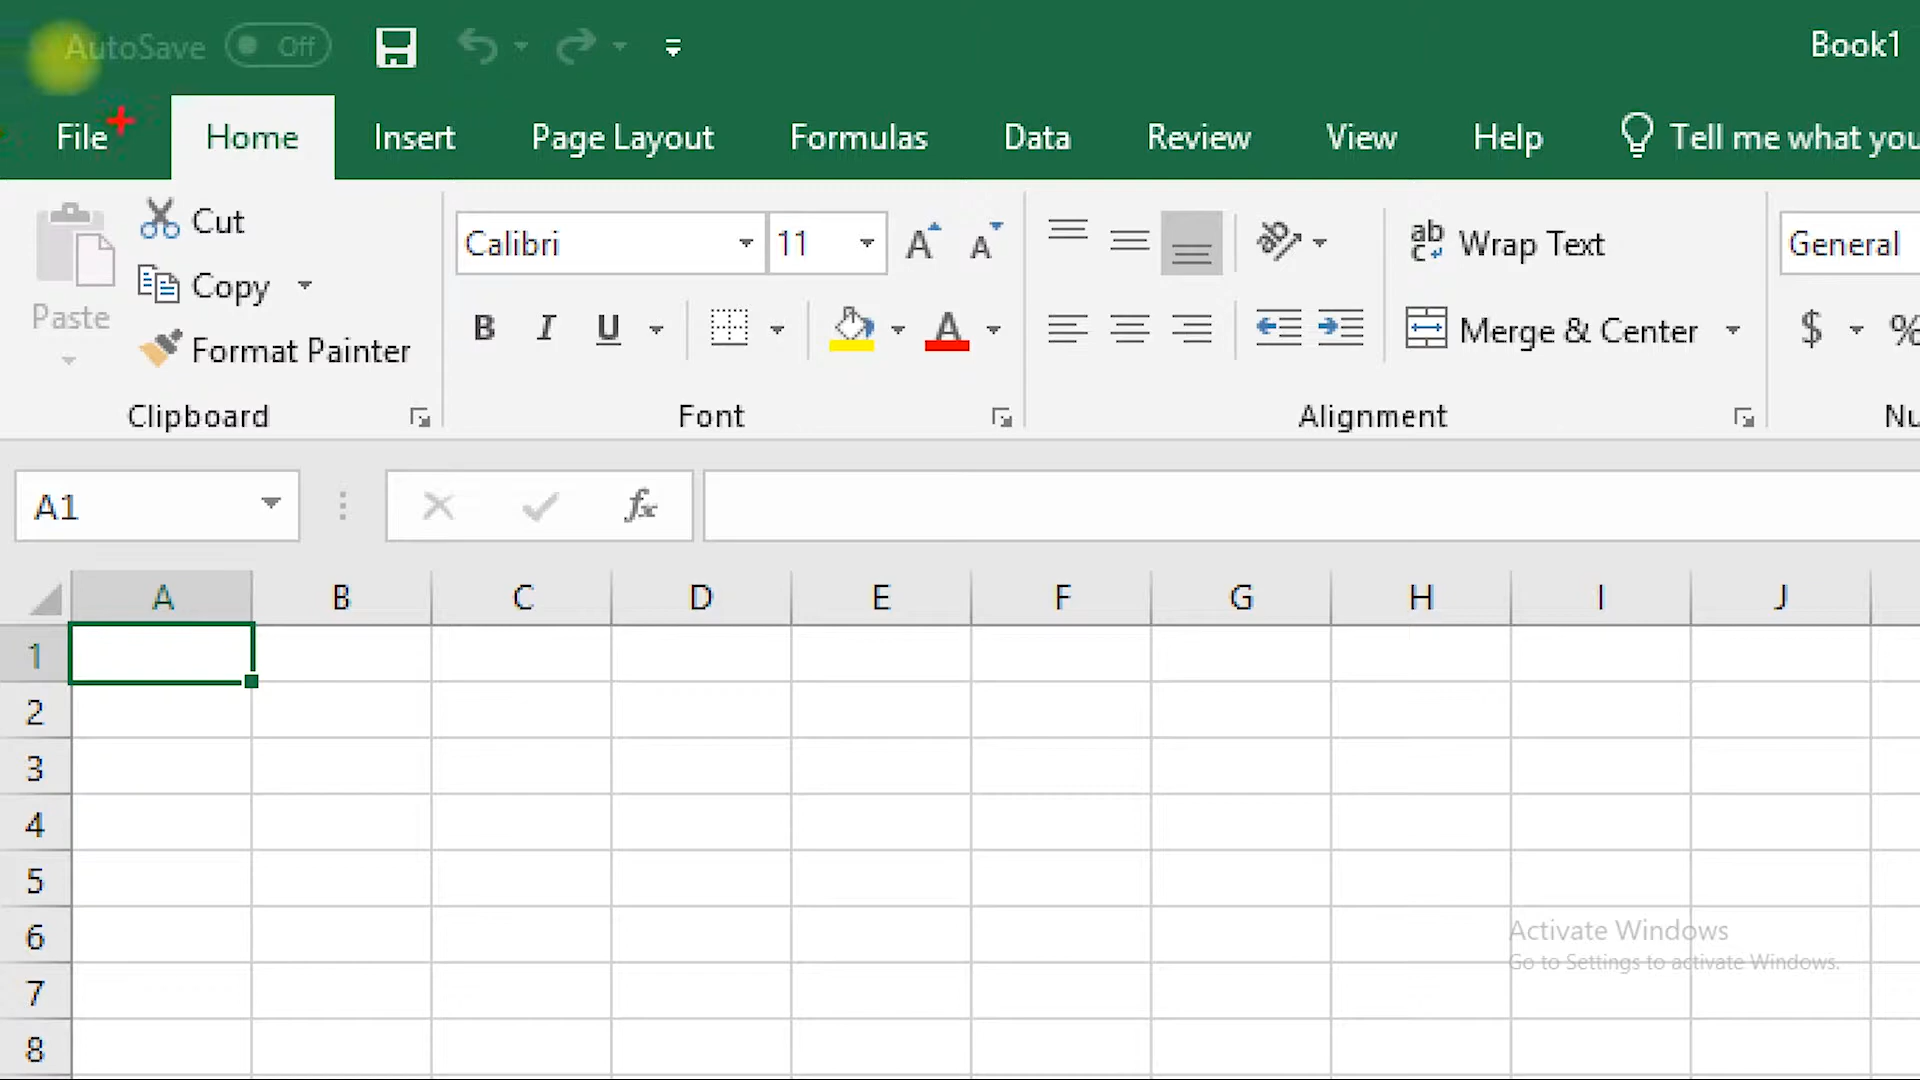 AutoSave Off Book1
File Home Insert Page Layout Formulas Data Review View Help Tell me what you
Cut
Copy
Paste
Format Painter
Clipboard
Calibri 11
B I U A
Font
ab Wrap Text
Merge & Center
Alignment
General
$ %
Nu
A1 fx
A B C D E F G H I J
1
2
3
4
5
6
7
8
Activate Windows
Go to Settings to activate Windows.